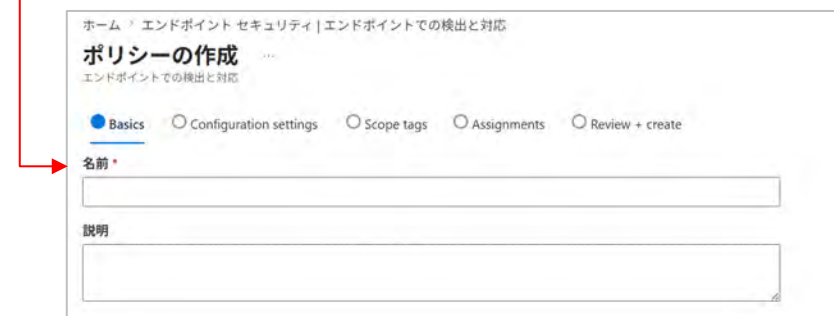 ホーム > エンドポイント セキュリティ | エンドポイントでの検出と対応
ポリシーの作成 …
エンドポイントでの検出と対応
Basics Configuration settings Scope tags Assignments Review + create
名前 *
説明